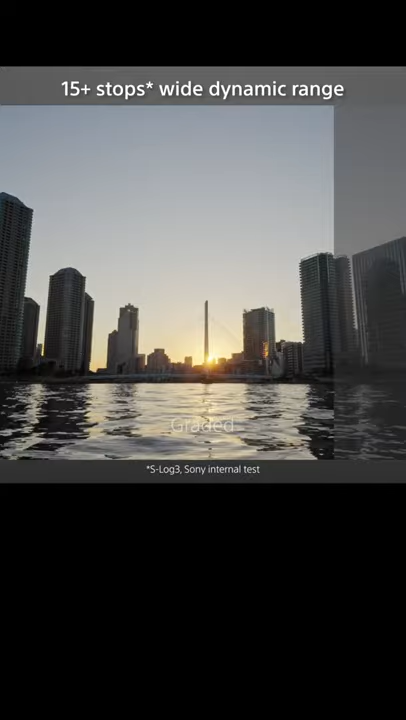 15+ stops* wide dynamic range
Graded
*S-Log3, Sony internal test